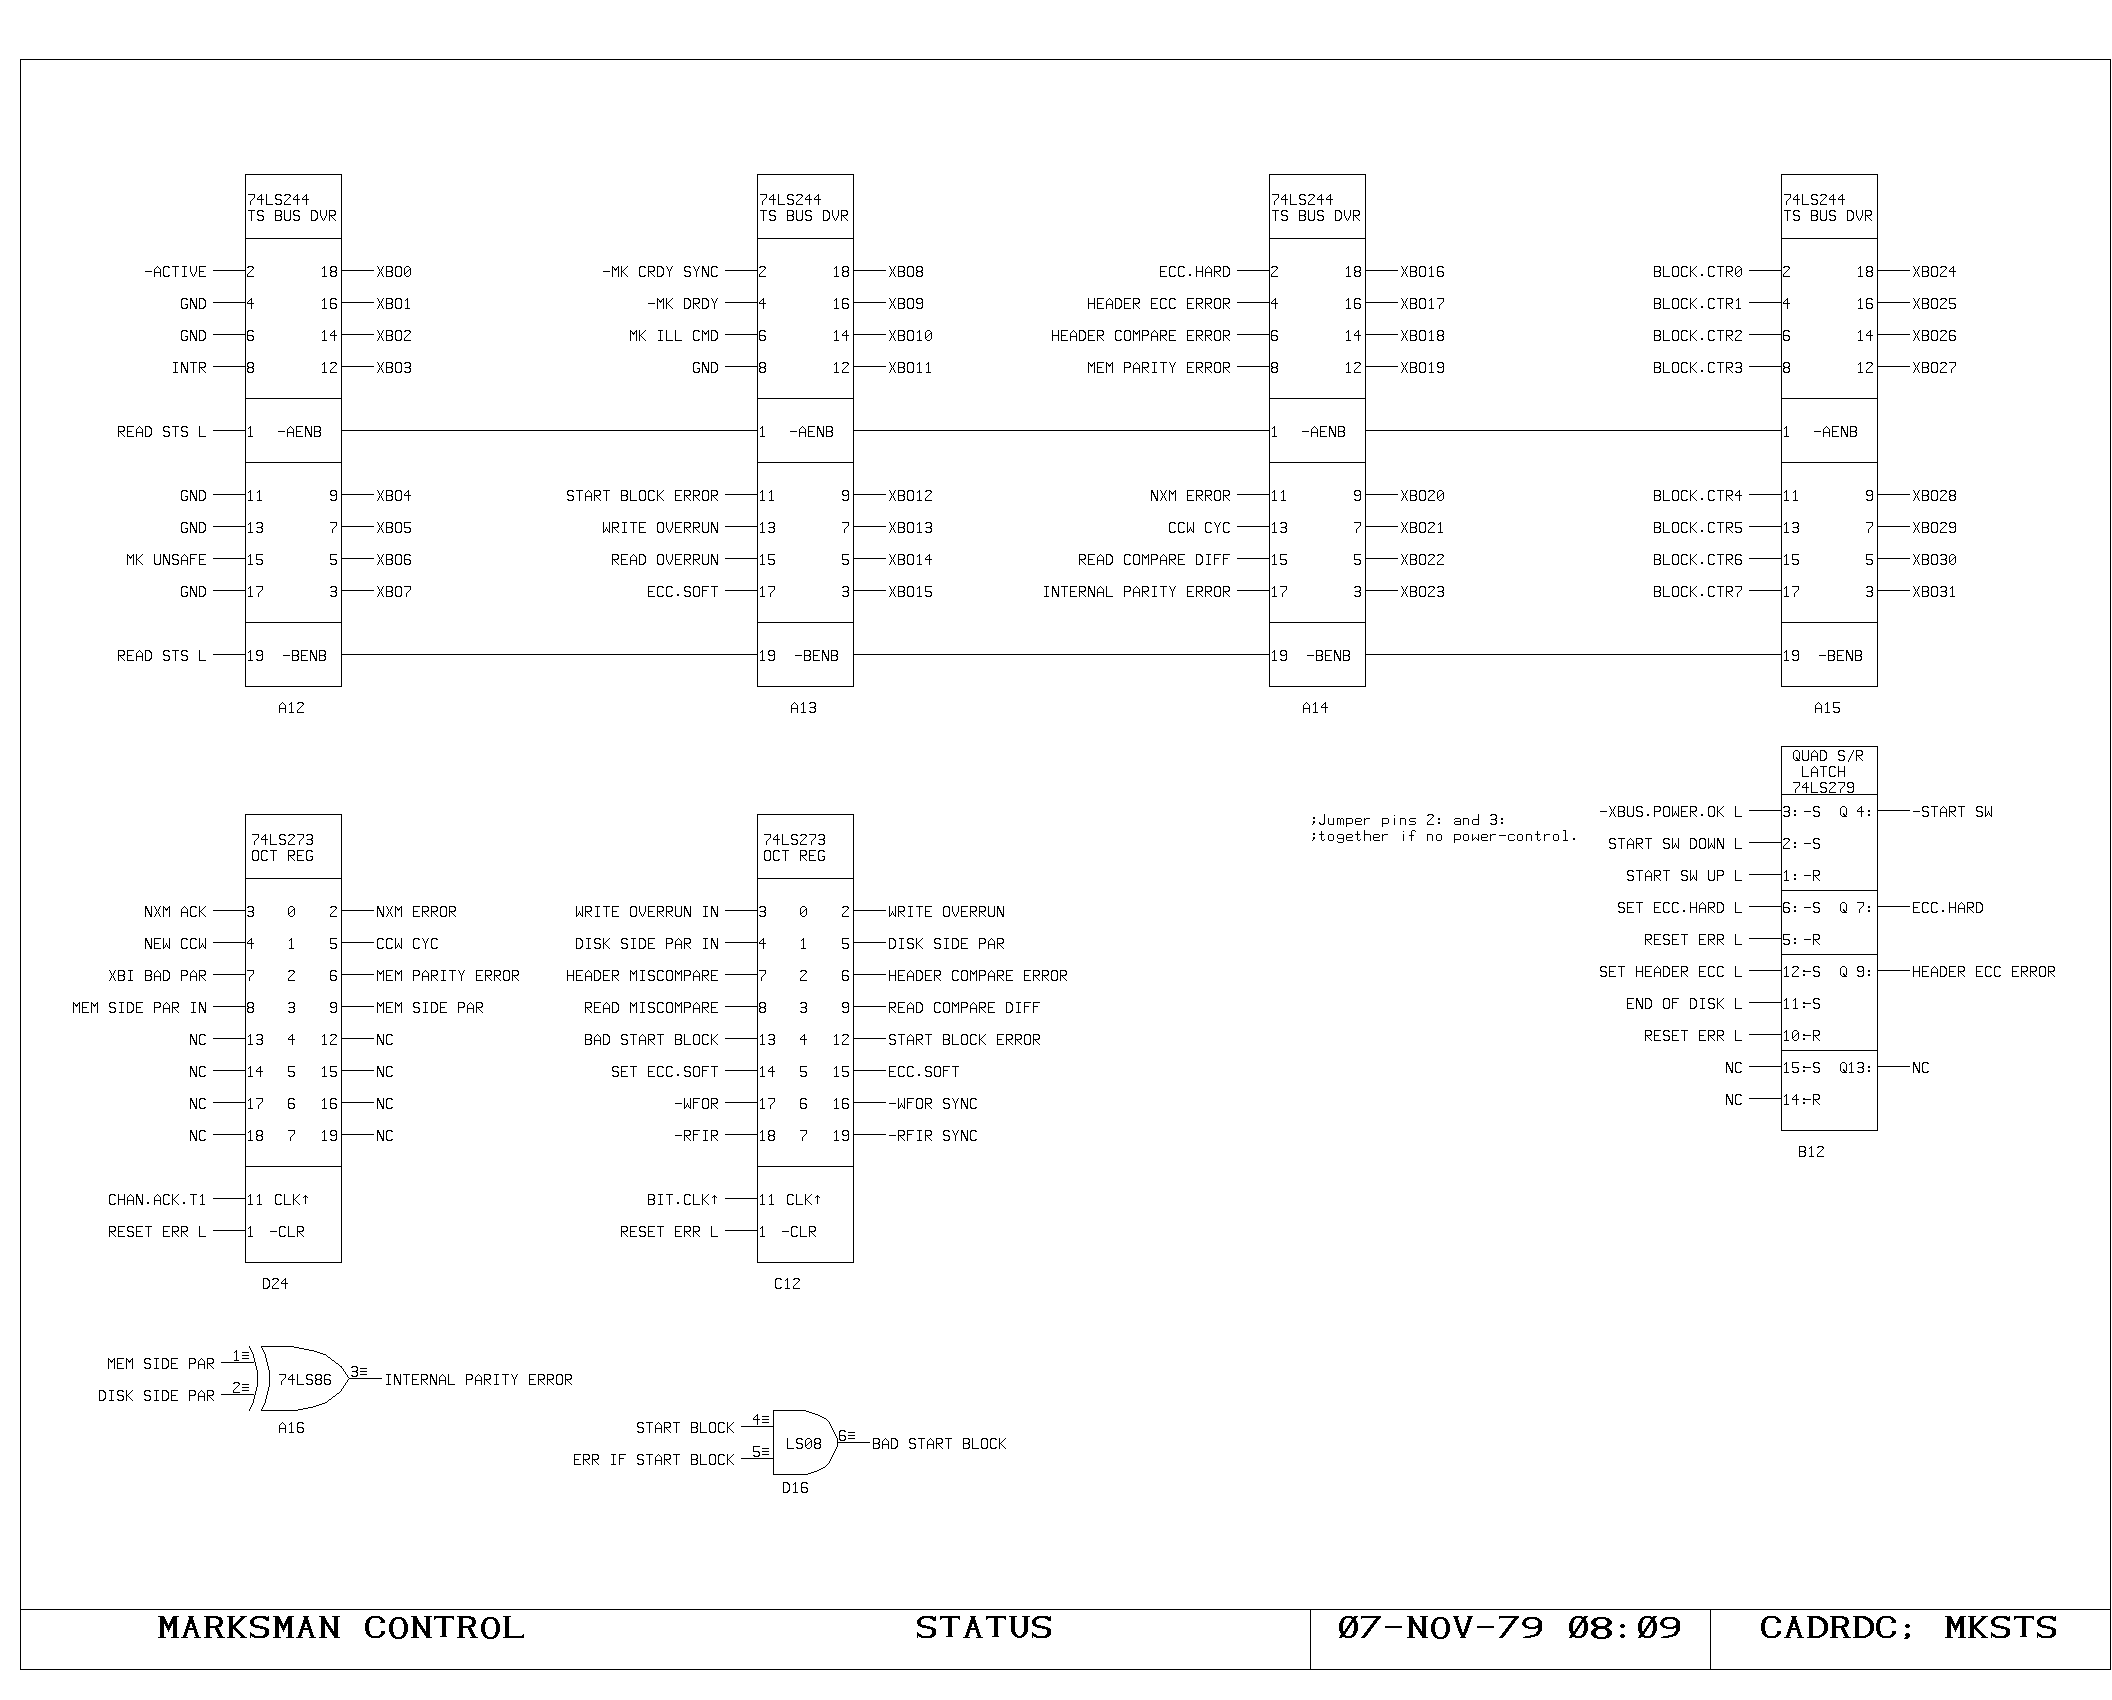 74LS244
TS BUS DVR
-ACTIVE 2 18 XBO0
GND 4 16 XBO1
GND 6 14 XBO2
INTR 8 12 XBO3
READ STS L 1 -AENB
GND 11 9 XBO4
GND 13 7 XBO5
MK UNSAFE 15 5 XBO6
GND 17 3 XBO7
READ STS L 19 -BENB
A12
74LS244
TS BUS DVR
-MK CRDY SYNC 2 18 XBO8
-MK DRDY 4 16 XBO9
MK ILL CMD 6 14 XBO10
GND 8 12 XBO11
1 -AENB
START BLOCK ERROR 11 9 XBO12
WRITE OVERRUN 13 7 XBO13
READ OVERRUN 15 5 XBO14
ECC.SOFT 17 3 XBO15
19 -BENB
A13
74LS244
TS BUS DVR
ECC.HARD 2 18 XBO16
HEADER ECC ERROR 4 16 XBO17
HEADER COMPARE ERROR 6 14 XBO18
MEM PARITY ERROR 8 12 XBO19
1 -AENB
NXM ERROR 11 9 XBO20
CCW CYC 13 7 XBO21
READ COMPARE DIFF 15 5 XBO22
INTERNAL PARITY ERROR 17 3 XBO23
19 -BENB
A14
74LS244
TS BUS DVR
BLOCK.CTR0 2 18 XBO24
BLOCK.CTR1 4 16 XBO25
BLOCK.CTR2 6 14 XBO26
BLOCK.CTR3 8 12 XBO27
1 -AENB
BLOCK.CTR4 11 9 XBO28
BLOCK.CTR5 13 7 XBO29
BLOCK.CTR6 15 5 XBO30
BLOCK.CTR7 17 3 XBO31
19 -BENB
A15
74LS273
OCT REG
NXM ACK 3 0 2 NXM ERROR
NEW CCW 4 1 5 CCW CYC
XBI BAD PAR 7 2 6 MEM PARITY ERROR
MEM SIDE PAR IN 8 3 9 MEM SIDE PAR
NC 13 4 12 NC
NC 14 5 15 NC
NC 17 6 16 NC
NC 18 7 19 NC
CHAN.ACK.T1 11 CLK↑
RESET ERR L 1 -CLR
D24
74LS273
OCT REG
WRITE OVERRUN IN 3 0 2 WRITE OVERRUN
DISK SIDE PAR IN 4 1 5 DISK SIDE PAR
HEADER MISCOMPARE 7 2 6 HEADER COMPARE ERROR
READ MISCOMPARE 8 3 9 READ COMPARE DIFF
BAD START BLOCK 13 4 12 START BLOCK ERROR
SET ECC.SOFT 14 5 15 ECC.SOFT
-WFOR 17 6 16 -WFOR SYNC
-RFIR 18 7 19 -RFIR SYNC
BIT.CLK↑ 11 CLK↑
RESET ERR L 1 -CLR
C12
;Jumper pins 2: and 3:
;together if no power-control.
QUAD S/R
LATCH
74LS279
-XBUS.POWER.OK L 3: -S Q 4: -START SW
START SW DOWN L 2: -S
START SW UP L 1: -R
SET ECC.HARD L 6: -S Q 7: ECC.HARD
RESET ERR L 5: -R
SET HEADER ECC L 12:-S Q 9: HEADER ECC ERROR
END OF DISK L 11:-S
RESET ERR L 10:-R
NC 15:-S Q13: NC
NC 14:-R
B12
MEM SIDE PAR 1≡
DISK SIDE PAR 2≡
74LS86 3≡ INTERNAL PARITY ERROR
A16
START BLOCK 4≡
ERR IF START BLOCK 5≡
LS08 6≡ BAD START BLOCK
D16
MARKSMAN CONTROL STATUS 07-NOV-79 08:09 CADRDC; MKSTS